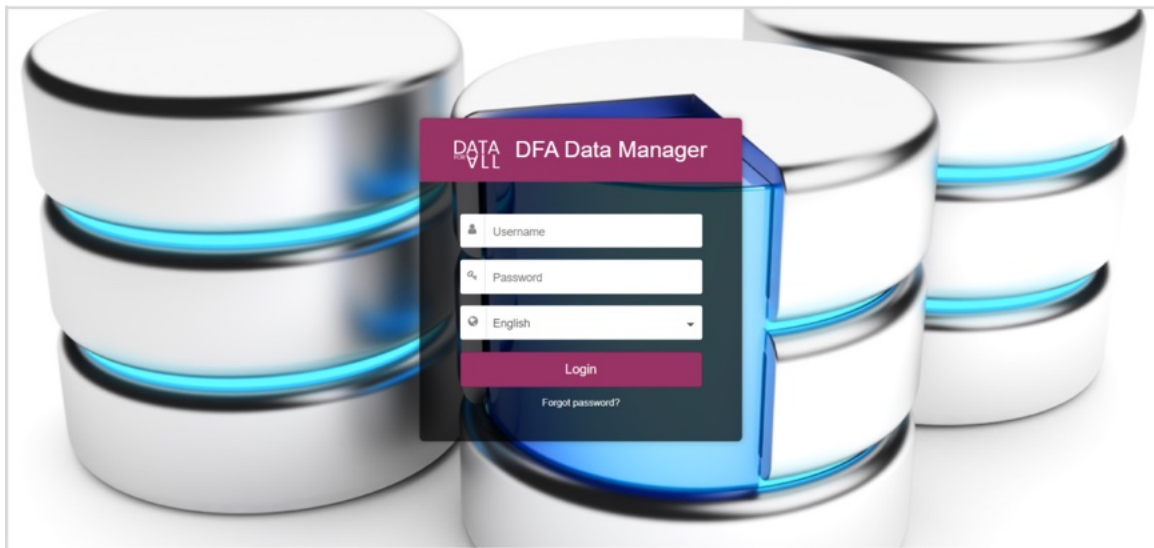 DATA
FOR
ALL
DFA Data Manager
Username
Password
English
Login
Forgot password?